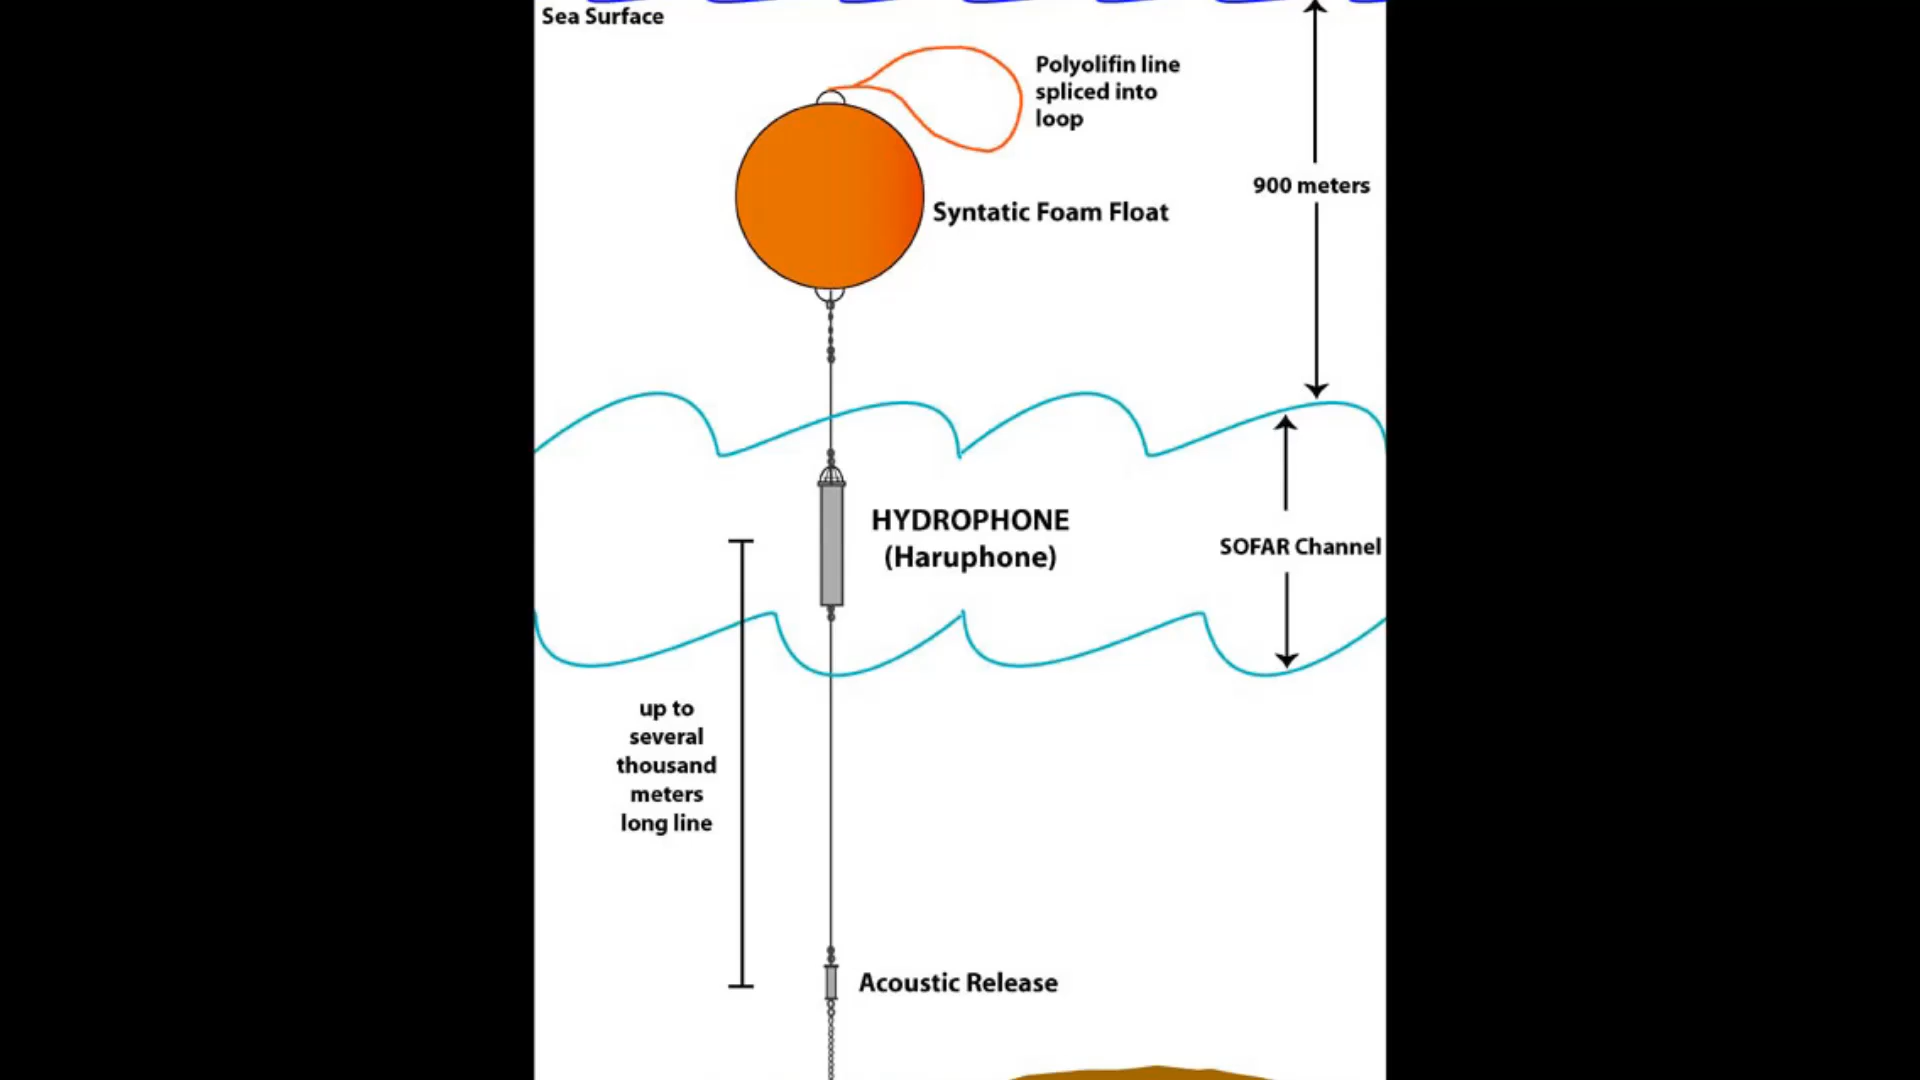 Sea Surface
Polyolifin line
spliced into
loop
900 meters
Syntatic Foam Float
HYDROPHONE
(Haruphone)
SOFAR Channel
up to
several
thousand
meters
long line
Acoustic Release